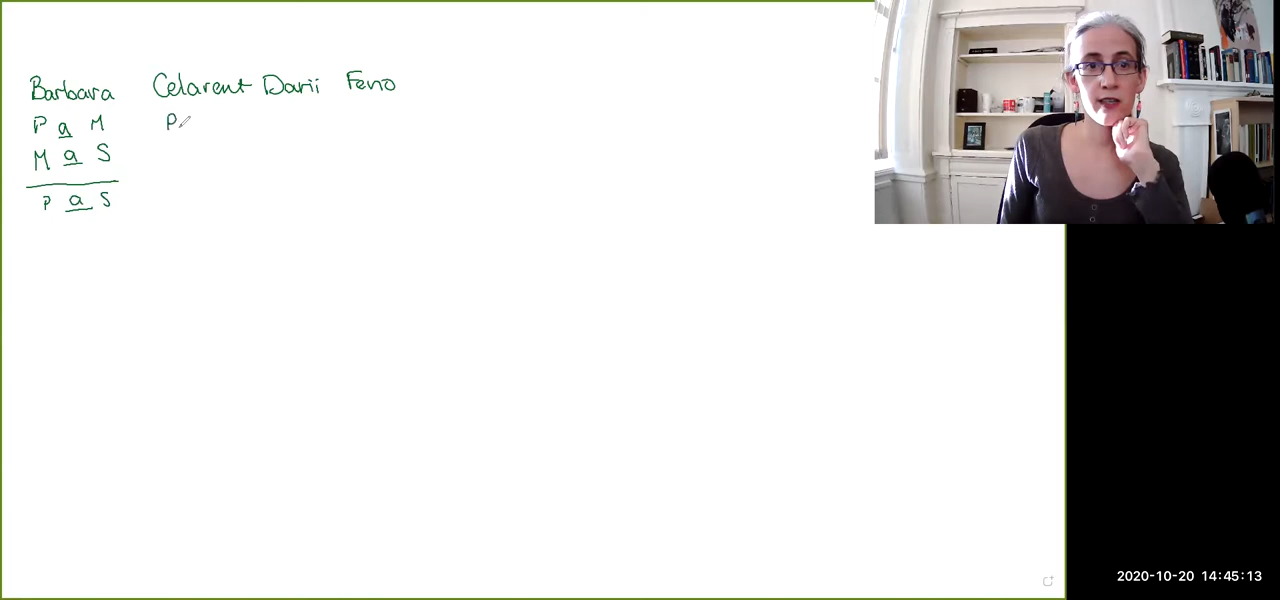 Barbara Celarent Darii Ferio
P a M P
M a S
P a S
2020-10-20 14:45:13